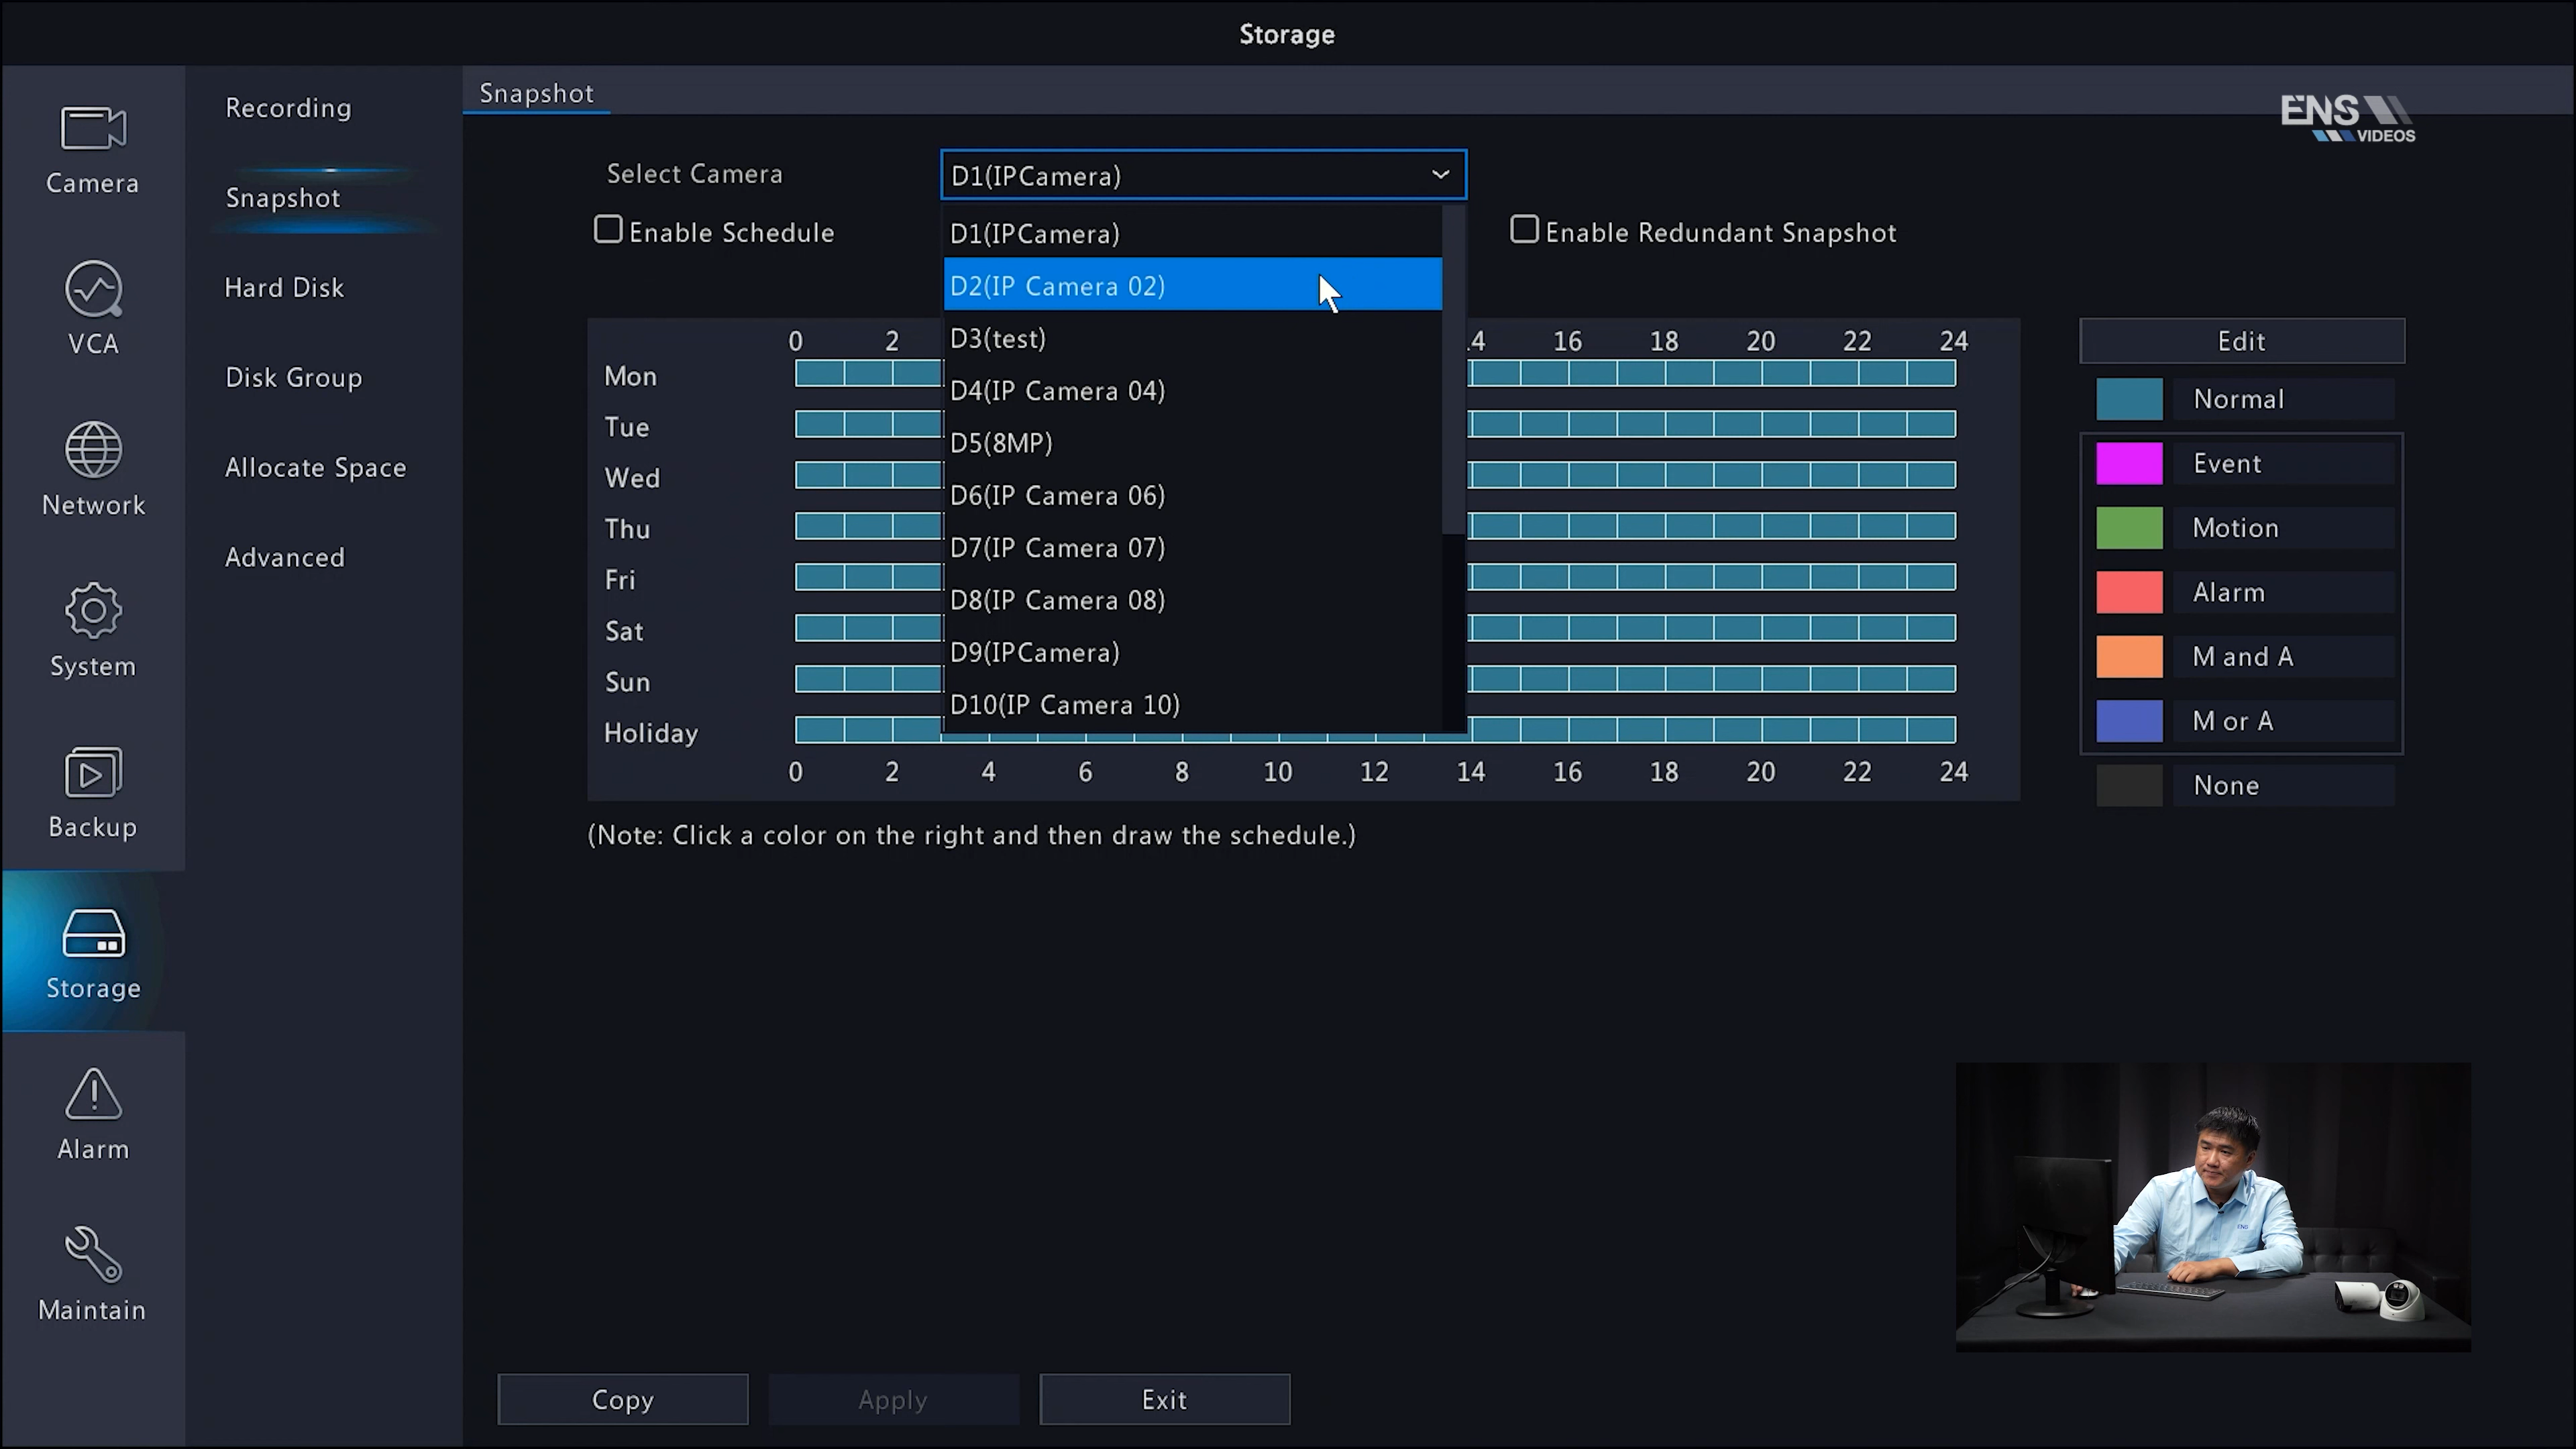 Storage
Camera
VCA
Network
System
Backup
Storage
Alarm
Maintain
Recording
Snapshot
Hard Disk
Disk Group
Allocate Space
Advanced
Snapshot
ENS
VIDEOS
Select Camera
D1(IPCamera)
Enable Schedule
Enable Redundant Snapshot
D1(IPCamera)
D2(IP Camera 02)
D3(test)
D4(IP Camera 04)
D5(8MP)
D6(IP Camera 06)
D7(IP Camera 07)
D8(IP Camera 08)
D9(IPCamera)
D10(IP Camera 10)
0 2 16 18 20 22 24
Mon
Tue
Wed
Thu
Fri
Sat
Sun
Holiday
0 2 4 6 8 10 12 14 16 18 20 22 24
Edit
Normal
Event
Motion
Alarm
M and A
M or A
None
(Note: Click a color on the right and then draw the schedule.)
ENS
Copy
Apply
Exit